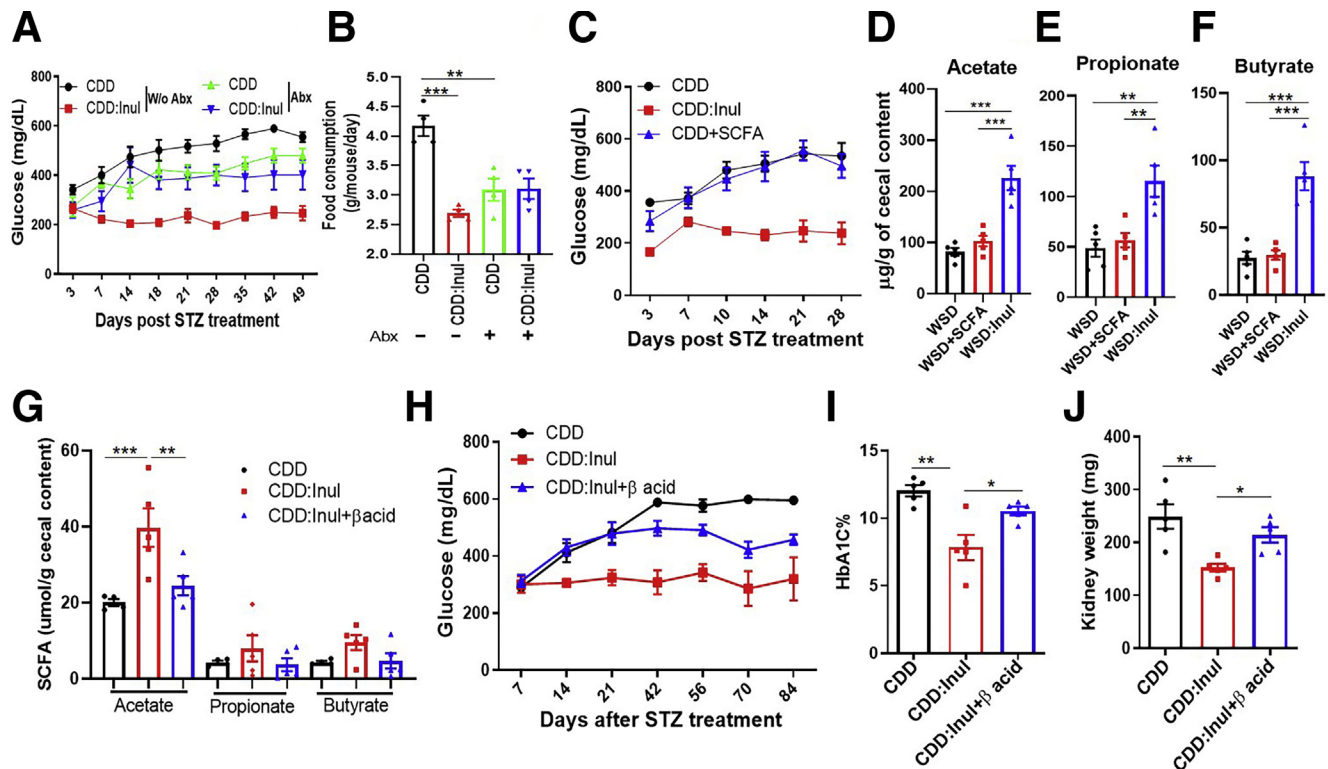 A
CDD
CDD:Inul
W/o Abx
CDD
CDD:Inul
Abx
Glucose (mg/dL)
800
600
400
200
0
3
7
14
18
21
28
35
42
49
Days post STZ treatment
B
Food consumption
(g/mouse/day)
5.0
4.5
4.0
3.5
3.0
2.5
2.0
**
***
CDD
CDD:Inul
CDD
CDD:Inul
Abx
−
−
+
+
C
CDD
CDD:Inul
CDD+SCFA
Glucose (mg/dL)
800
600
400
200
0
3
7
10
14
21
28
Days post STZ treatment
D
Acetate
µg/g of cecal content
400
300
200
100
0
***
***
WSD
WSD+SCFA
WSD:Inul
E
Propionate
200
150
100
50
0
**
**
WSD
WSD+SCFA
WSD:Inul
F
Butyrate
150
100
50
0
***
***
WSD
WSD+SCFA
WSD:Inul
G
SCFA (umol/g cecal content)
60
40
20
0
***
**
CDD
CDD:Inul
CDD:Inul+βacid
Acetate
Propionate
Butyrate
H
CDD
CDD:Inul
CDD:Inul+β acid
Glucose (mg/dL)
800
600
400
200
0
7
14
21
42
56
70
84
Days after STZ treatment
I
HbA1C%
15
10
5
0
**
*
CDD
CDD:Inul
CDD:Inul+β acid
J
Kidney weight (mg)
400
300
200
100
0
**
*
CDD
CDD:Inul
CDD:Inul+β acid